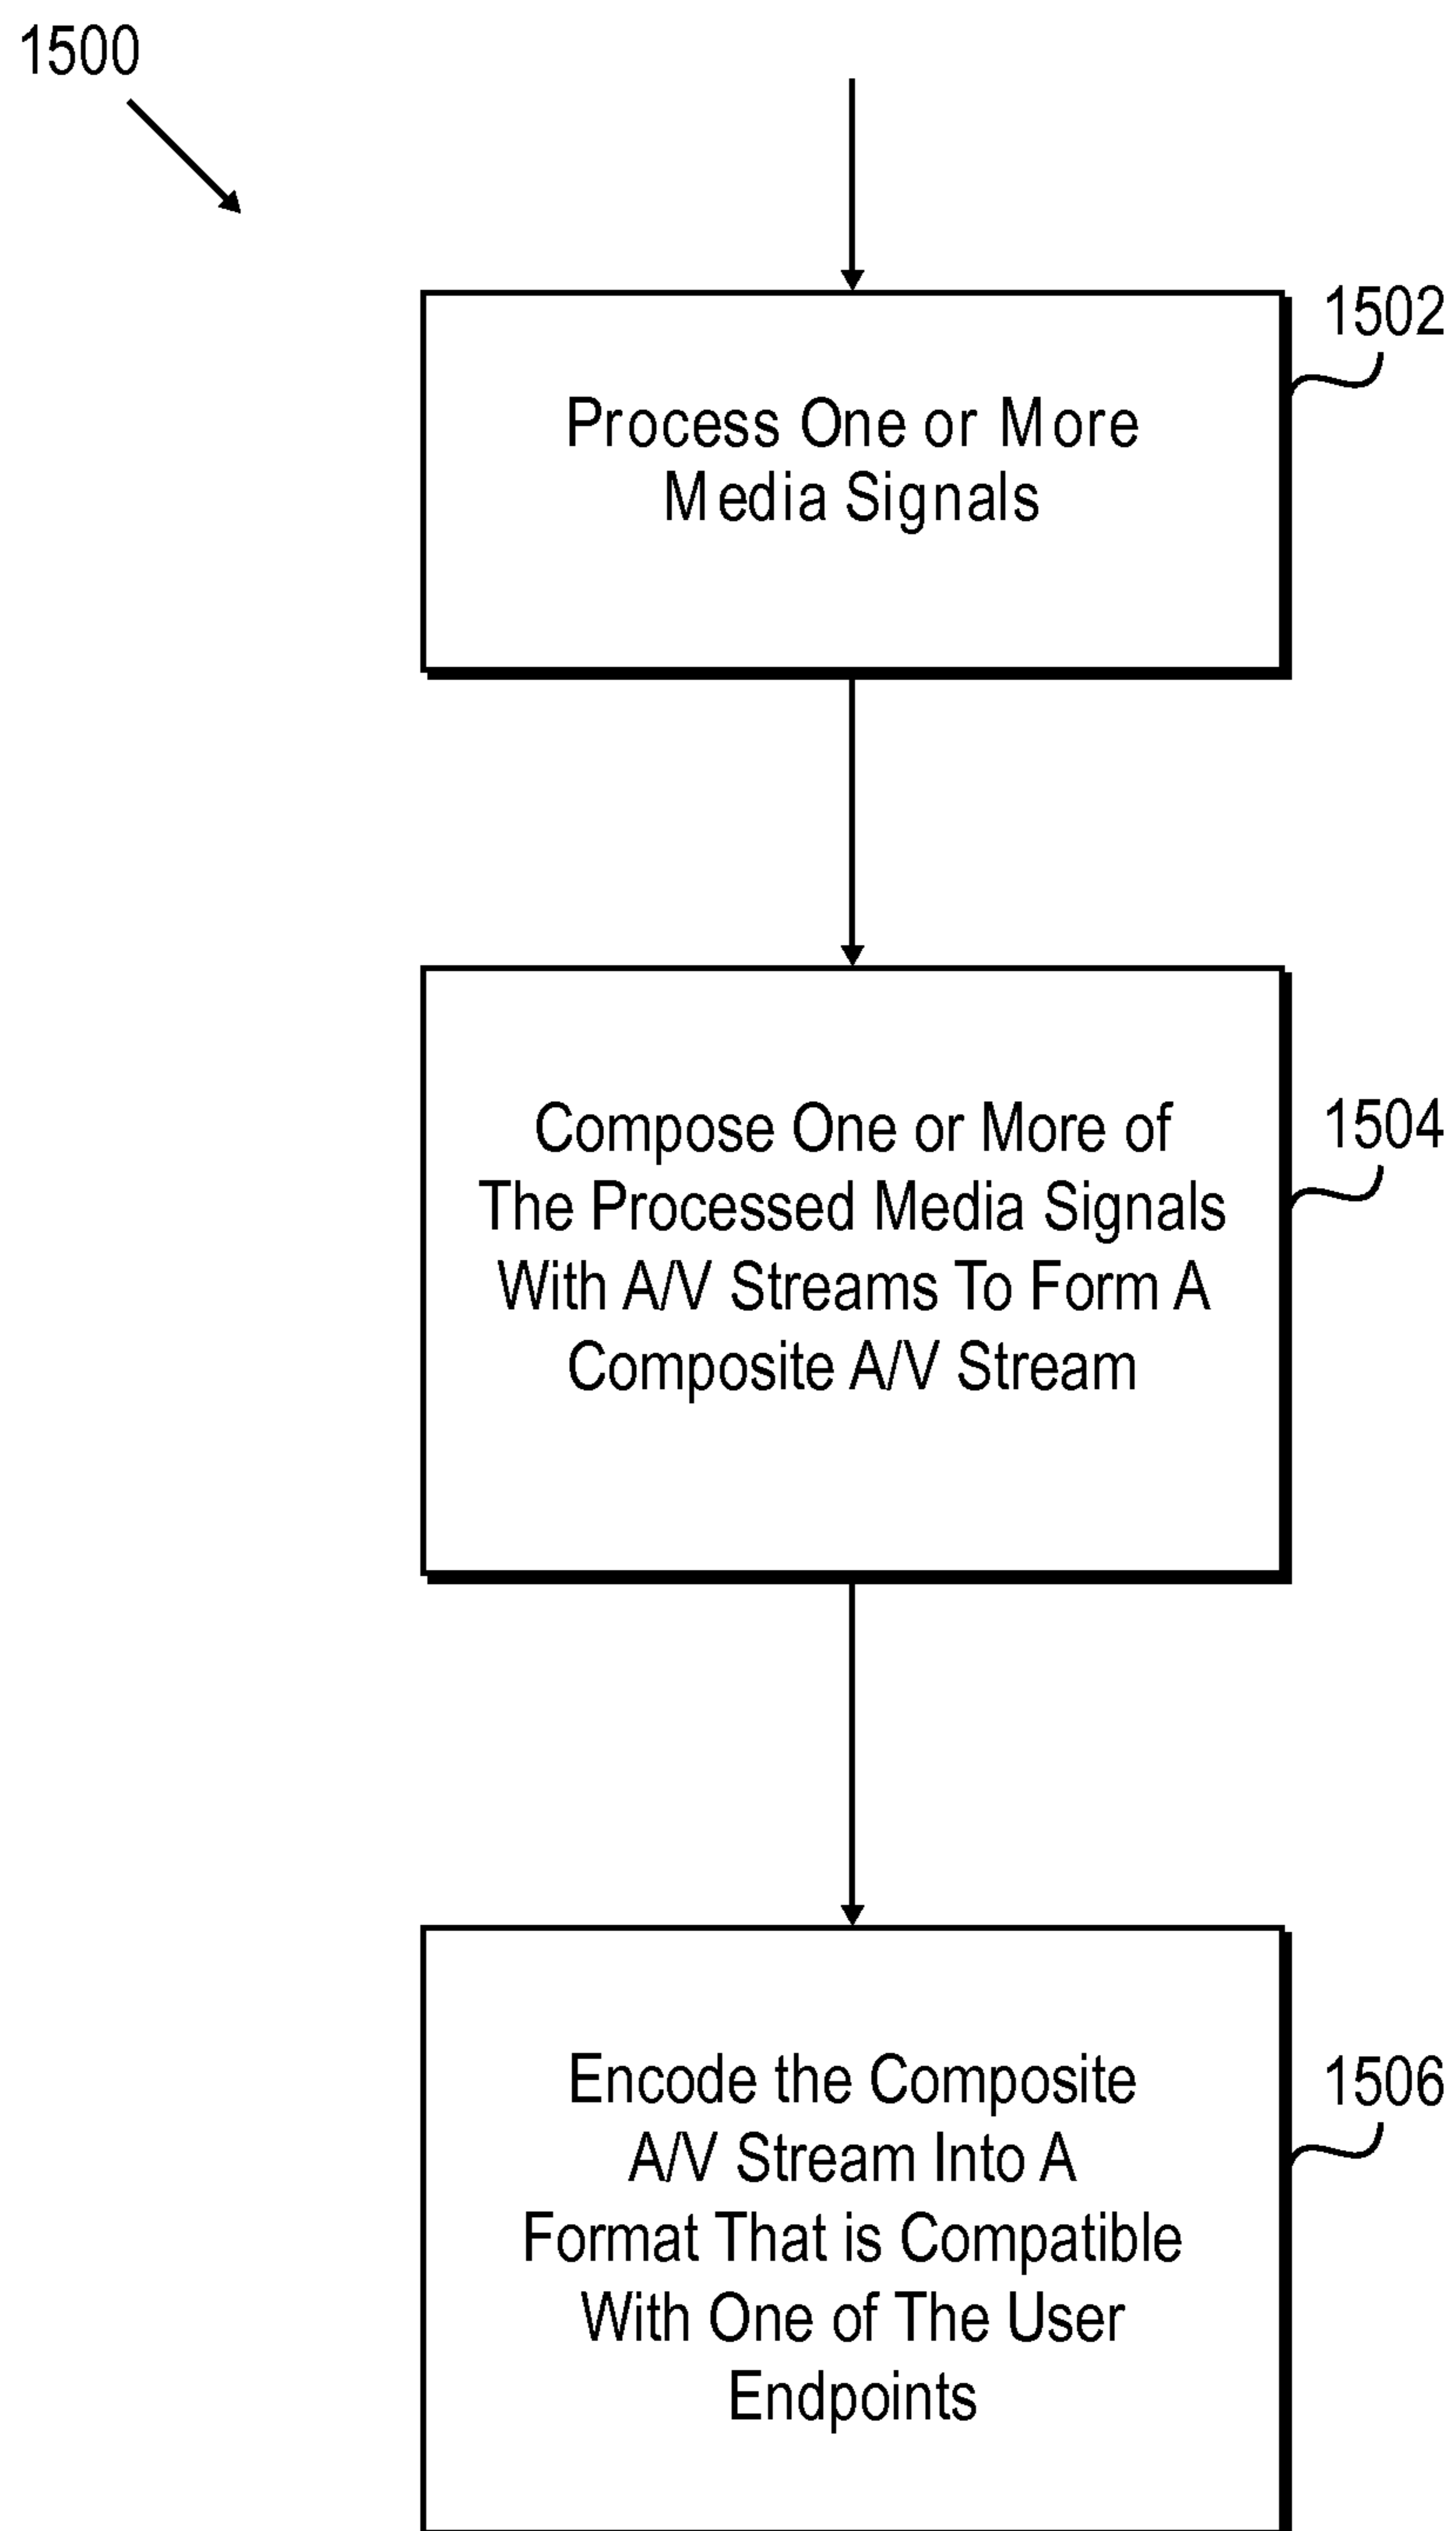 1500
1502
Process One or More
Media Signals
1504
Compose One or More of
The Processed Media Signals
With A/V Streams To Form A
Composite A/V Stream
1506
Encode the Composite
A/V Stream Into A
Format That is Compatible
With One of The User
Endpoints